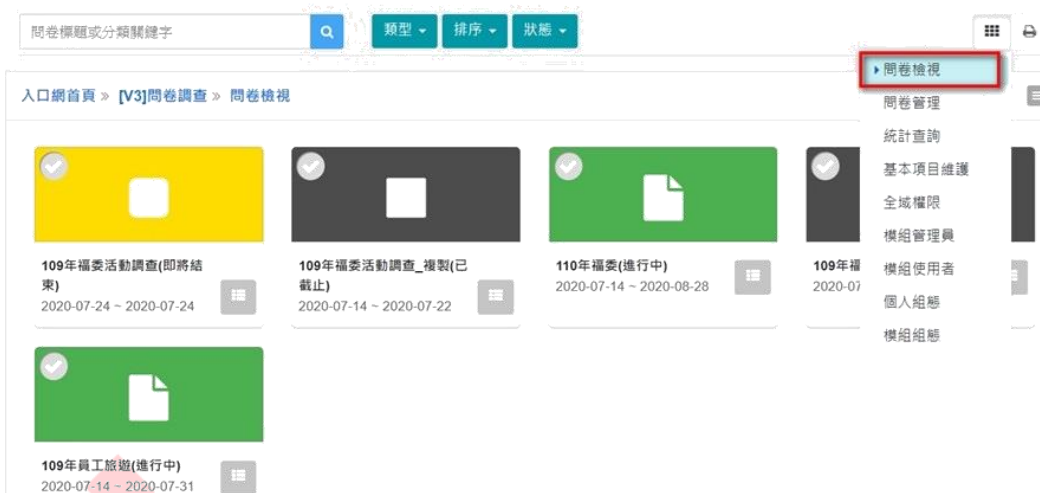 問卷標題或分類關鍵字
類型 排序 狀態
問卷檢視
問卷管理
統計查詢
基本項目維護
全域權限
模組管理員
模組使用者
個人組態
模組組態
入口網首頁 » [V3]問卷調查 » 問卷檢視
109年福委活動調查(即將結
束)
2020-07-24 ~ 2020-07-24
109年福委活動調查_複製(已
截止)
2020-07-14 ~ 2020-07-22
110年福委(進行中)
2020-07-14 ~ 2020-08-28
109年福
2020-07
109年員工旅遊(進行中)
2020-07-14 ~ 2020-07-31